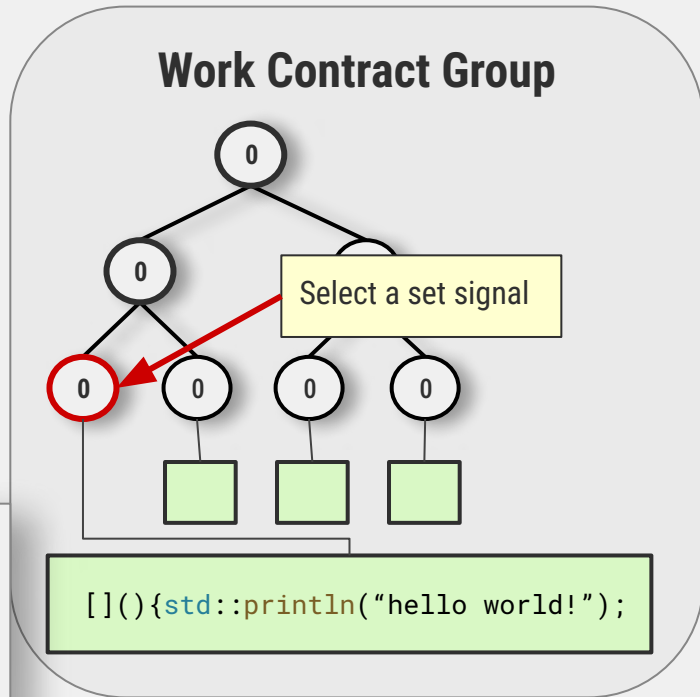 Work Contract Group
0
0
Select a set signal
0
0
0
0
[](){std::println(“hello world!”);